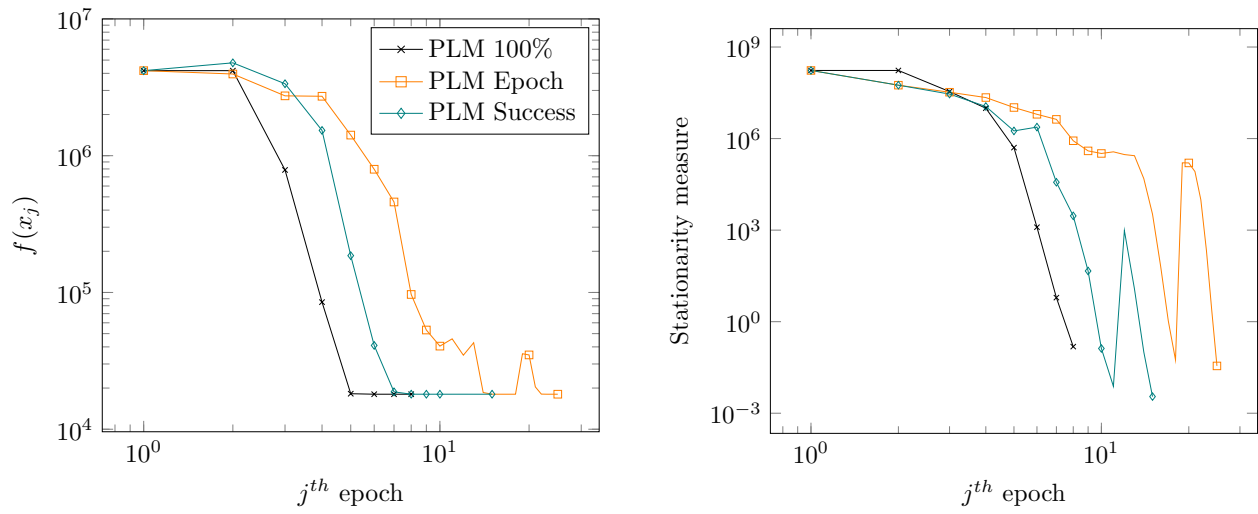 10^7
10^6
10^5
10^4
10^0
10^1
f(x_j)
j^{th} epoch
PLM 100%
PLM Epoch
PLM Success
10^9
10^6
10^3
10^0
10^{-3}
10^0
10^1
Stationarity measure
j^{th} epoch